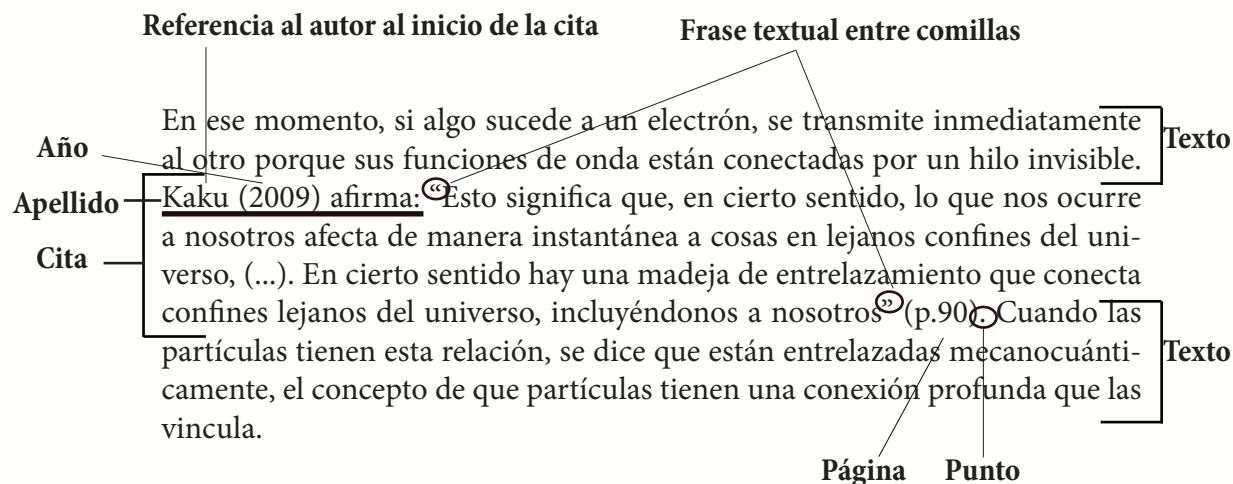 Referencia al autor al inicio de la cita
Frase textual entre comillas
En ese momento, si algo sucede a un electrón, se transmite inmediatamente
al otro porque sus funciones de onda están conectadas por un hilo invisible.
Kaku (2009) afirma: “Esto significa que, en cierto sentido, lo que nos ocurre
a nosotros afecta de manera instantánea a cosas en lejanos confines del uni-
verso, (...). En cierto sentido hay una madeja de entrelazamiento que conecta
confines lejanos del universo, incluyéndonos a nosotros” (p.90). Cuando las
partículas tienen esta relación, se dice que están entrelazadas mecanocuánti-
camente, el concepto de que partículas tienen una conexión profunda que las
vincula.
Año
Apellido
Cita
Texto
Texto
Página
Punto